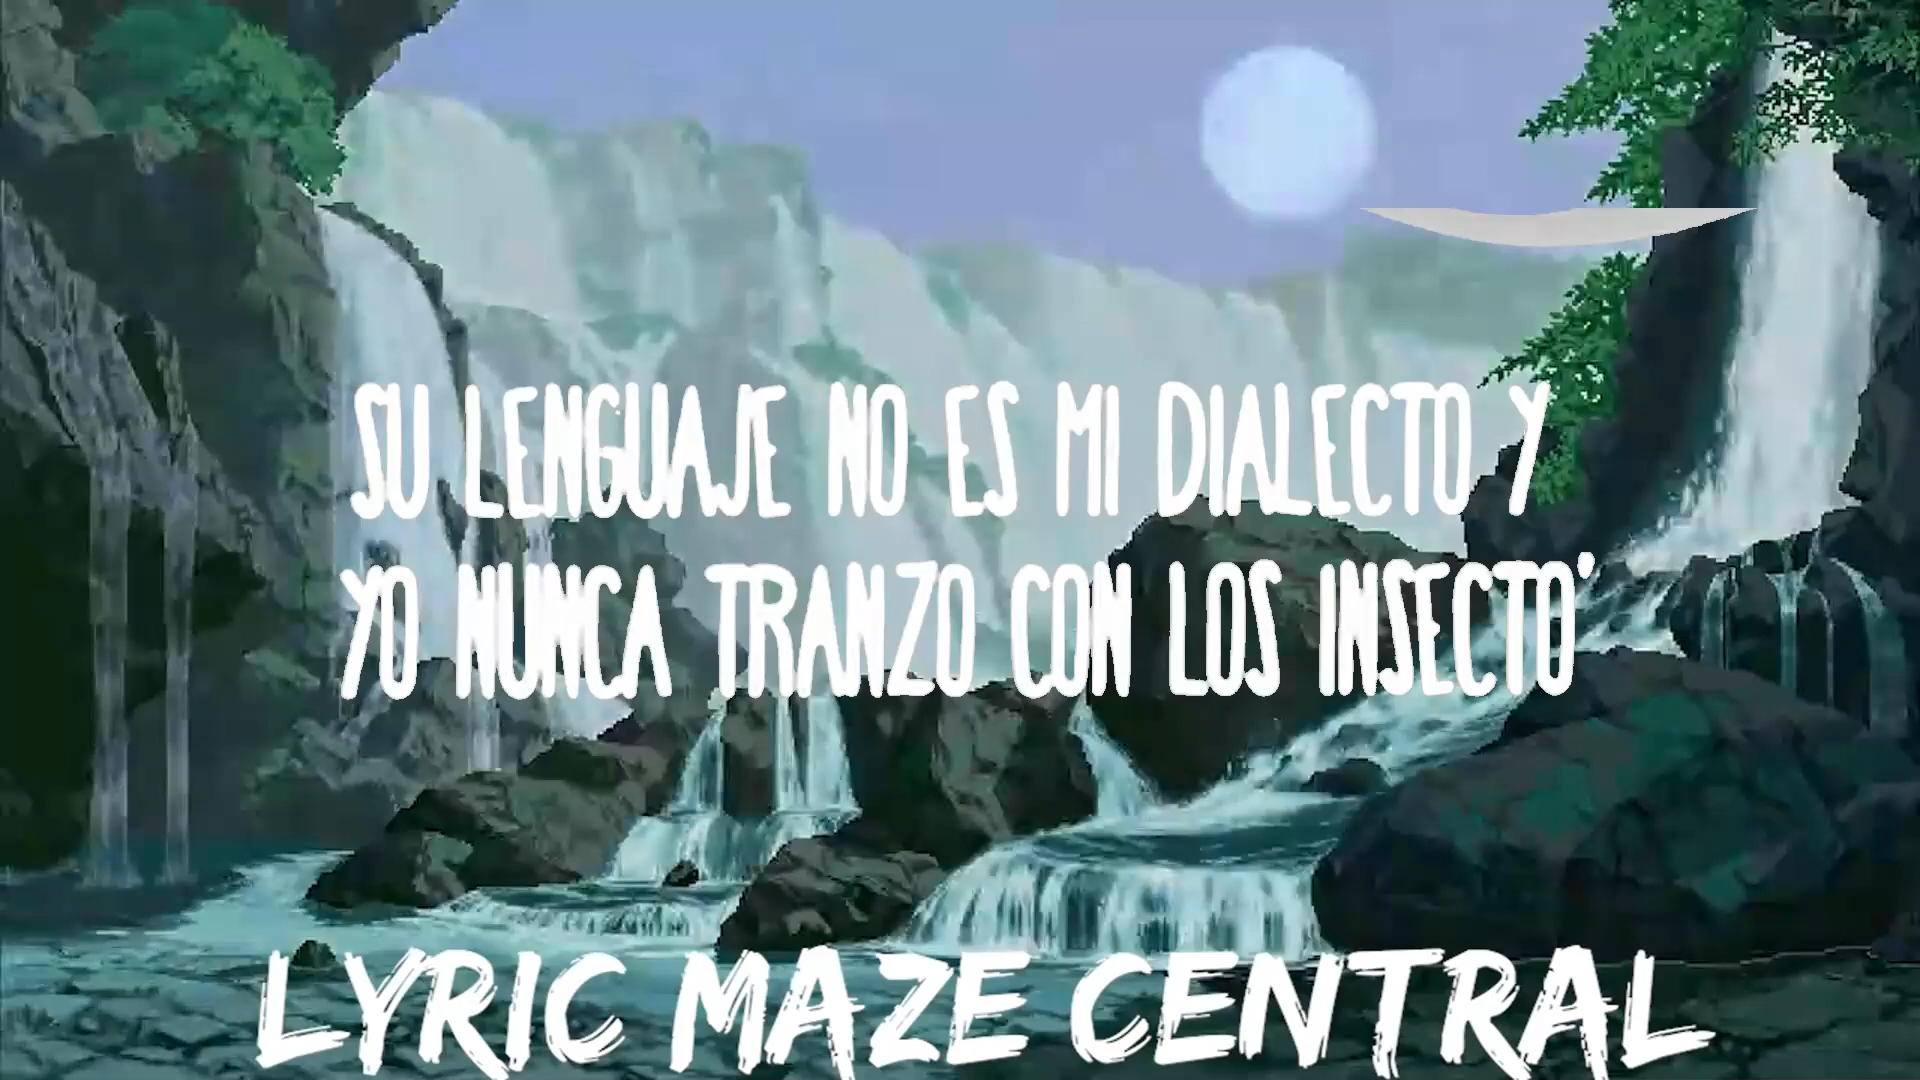 SU LENGUAJE NO ES MI DIALECTO Y
YO NUNCA TRANZO CON LOS INSECTO'
LYRIC MAZE CENTRAL